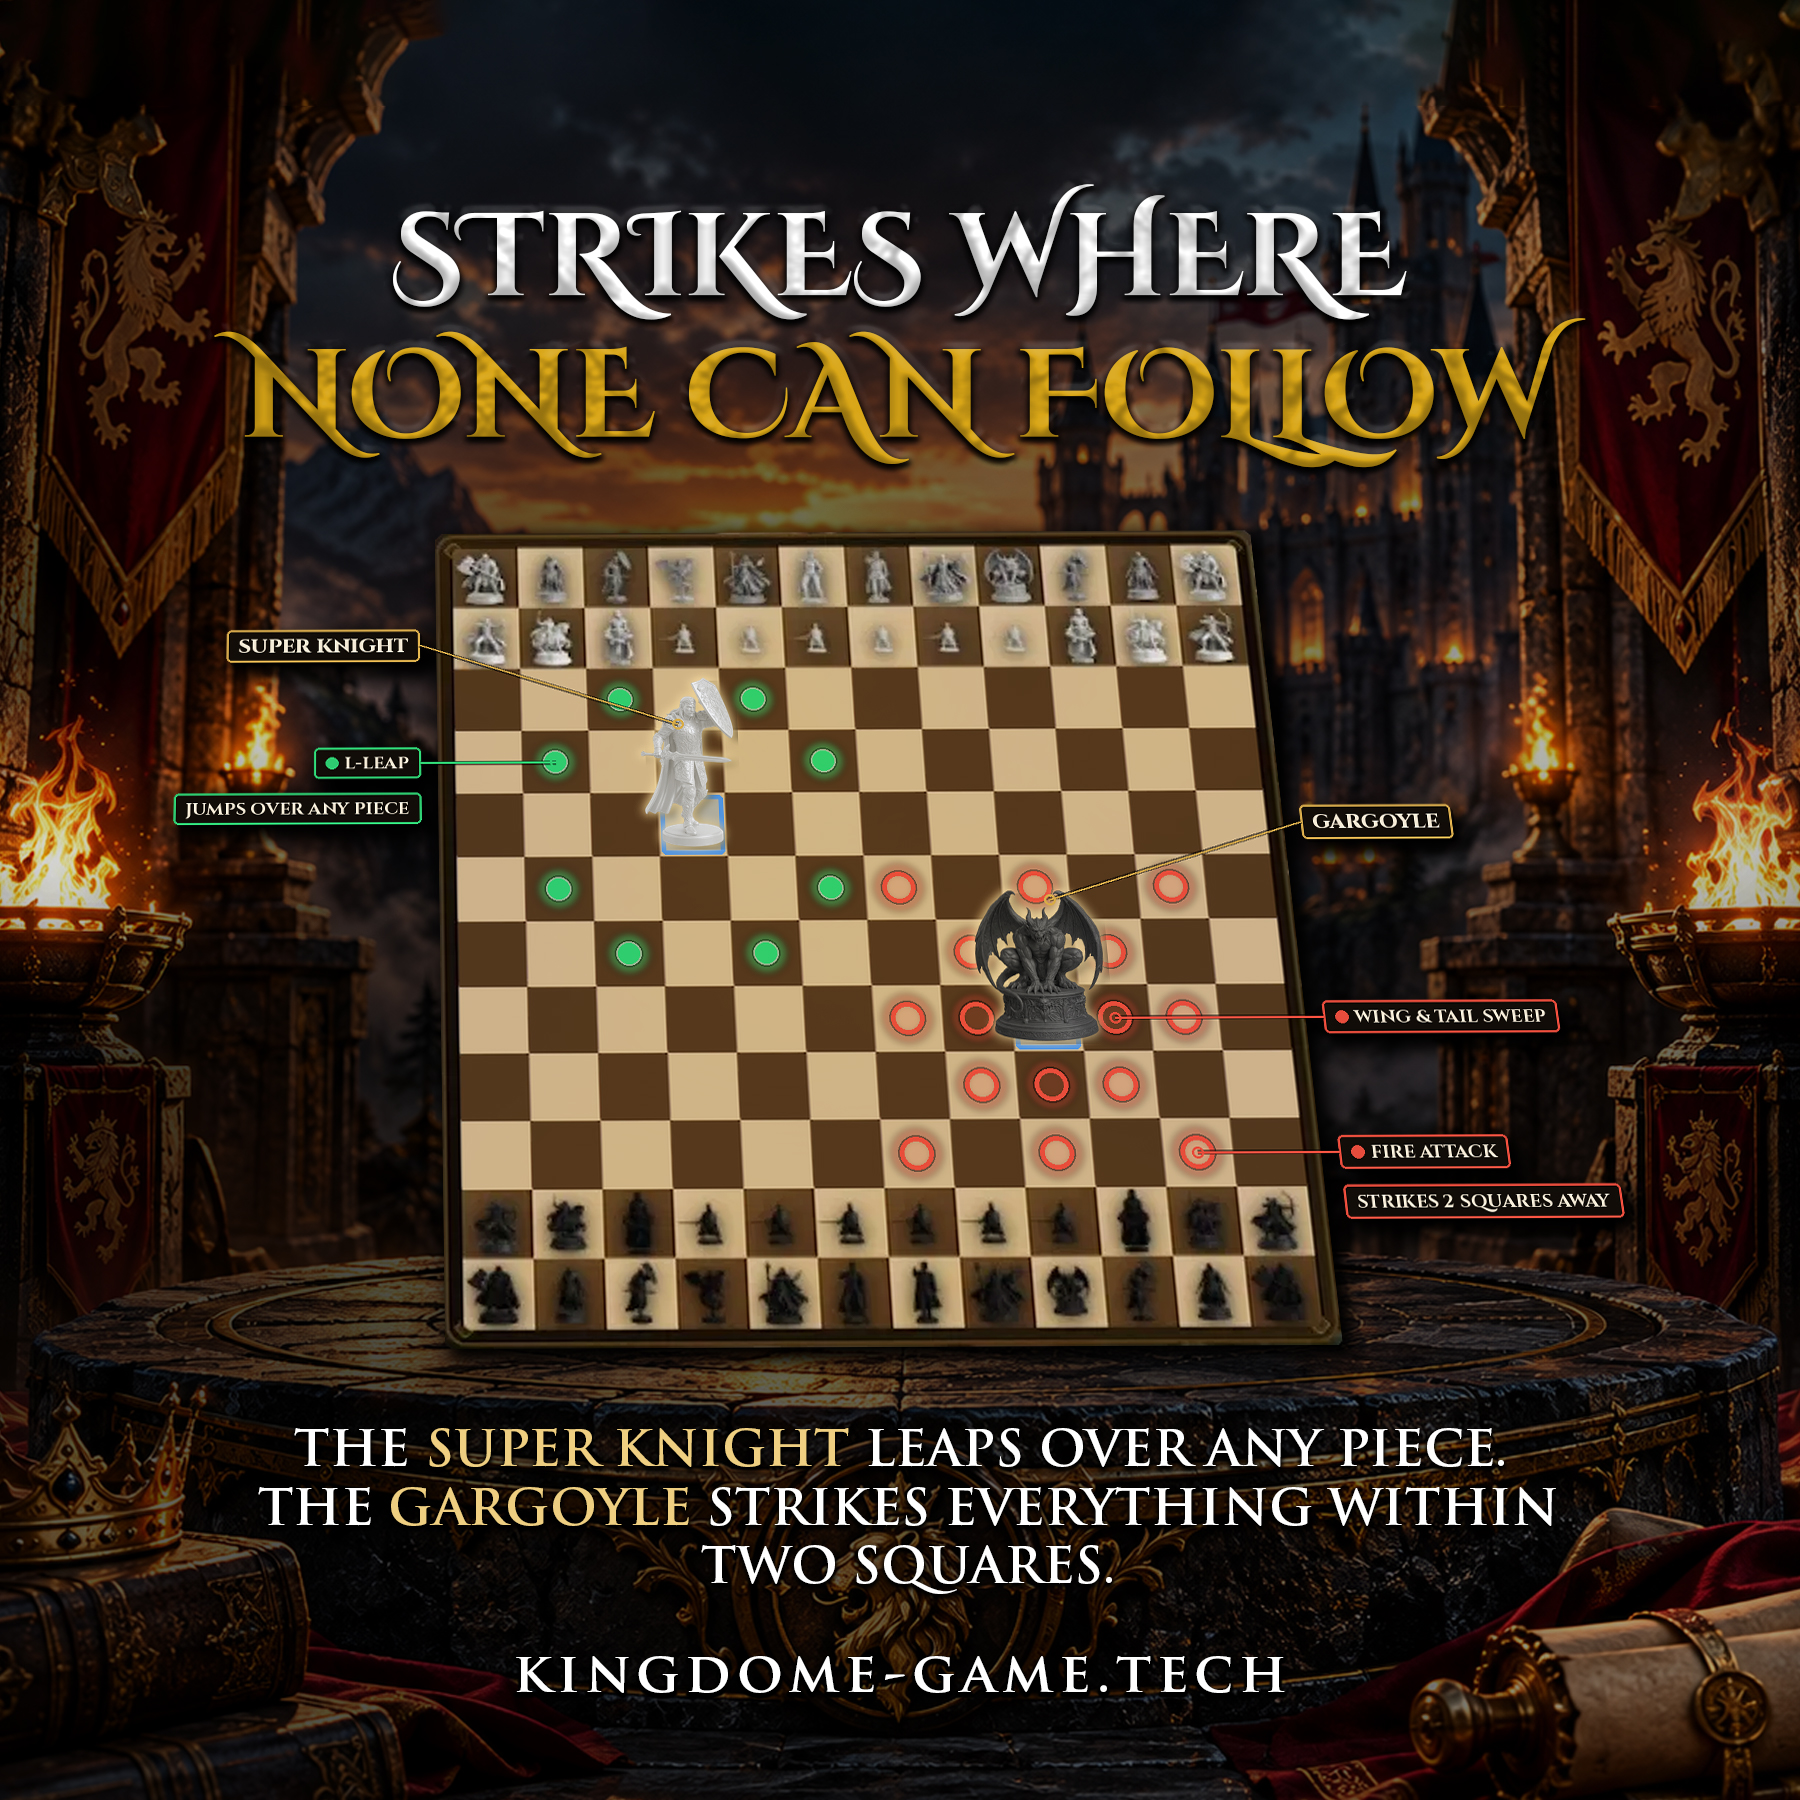 STRIKES WHERE
NONE CAN FOLLOW
SUPER KNIGHT
L-LEAP
JUMPS OVER ANY PIECE
GARGOYLE
WING & TAIL SWEEP
FIRE ATTACK
STRIKES 2 SQUARES AWAY
THE SUPER KNIGHT LEAPS OVER ANY PIECE.
THE GARGOYLE STRIKES EVERYTHING WITHIN
TWO SQUARES.
KINGDOME-GAME.TECH